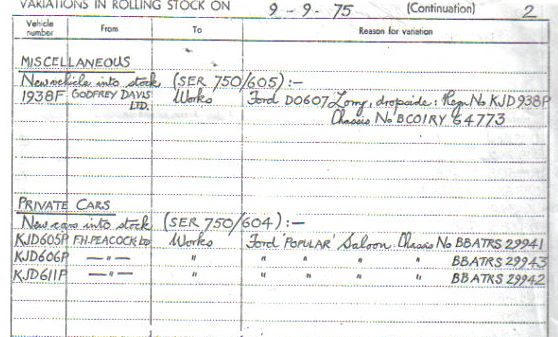 VARIATIONS IN ROLLING STOCK ON 9-9-75 (Continuation) 2
Vehicle number From To Reason for variation
MISCELLANEOUS
New vehicle into stock (SER 750/605):-
1938F GODFREY DAVIS LTD. Works Ford D0607 Lorry, dropside: Reg. No KJD938P
Chassis No BCO1RY 64773
PRIVATE CARS
New cars into stock (SER 750/604):-
KJD605P F.H.PEACOCK Ltd Works Ford 'POPULAR' Saloon Chassis No BBATRS 29941
KJD606P —"— " " " " " BBATRS 29943
KJD611P —"— " " " " " BBATRS 29942